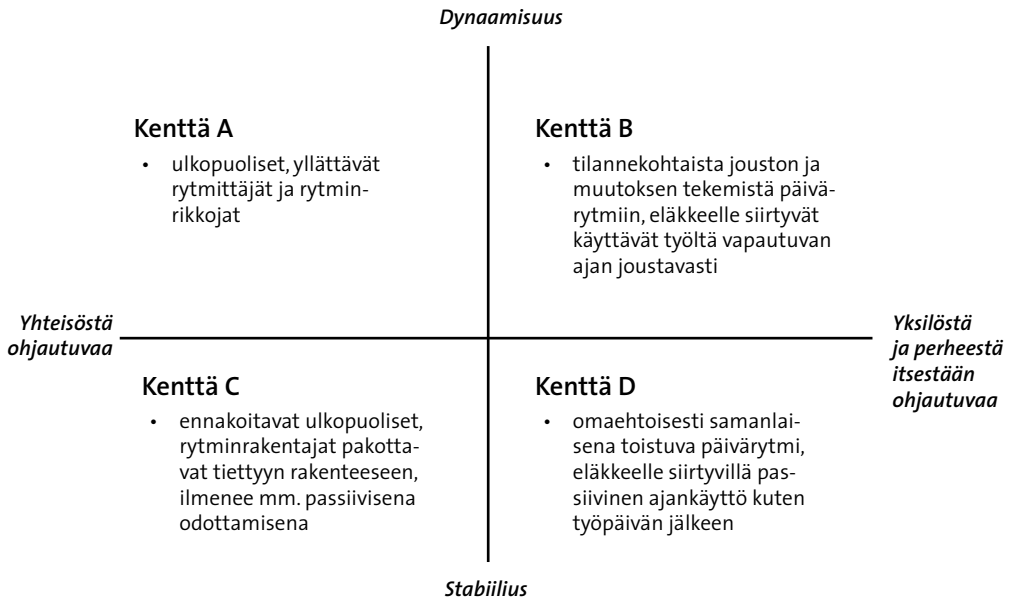 Dynaamisuus
Kenttä A
• ulkopuoliset, yllättävät
rytmittäjät ja rytmin-
rikkojat
Kenttä B
• tilannekohtaista jouston ja
muutoksen tekemistä päivä-
rytmiin, eläkkeelle siirtyvät
käyttävät työltä vapautuvan
ajan joustavasti
Yhteisöstä
ohjautuvaa
Yksilöstä
ja perheestä
itsestään
ohjautuvaa
Kenttä C
• ennakoitavat ulkopuoliset,
rytminrakentajat pakotta-
vat tiettyyn rakenteeseen,
ilmenee mm. passiivisena
odottamisena
Kenttä D
• omaehtoisesti samanlai-
sena toistuva päivärytmi,
eläkkeelle siirtyvillä pas-
siivinen ajankäyttö kuten
työpäivän jälkeen
Stabiilius